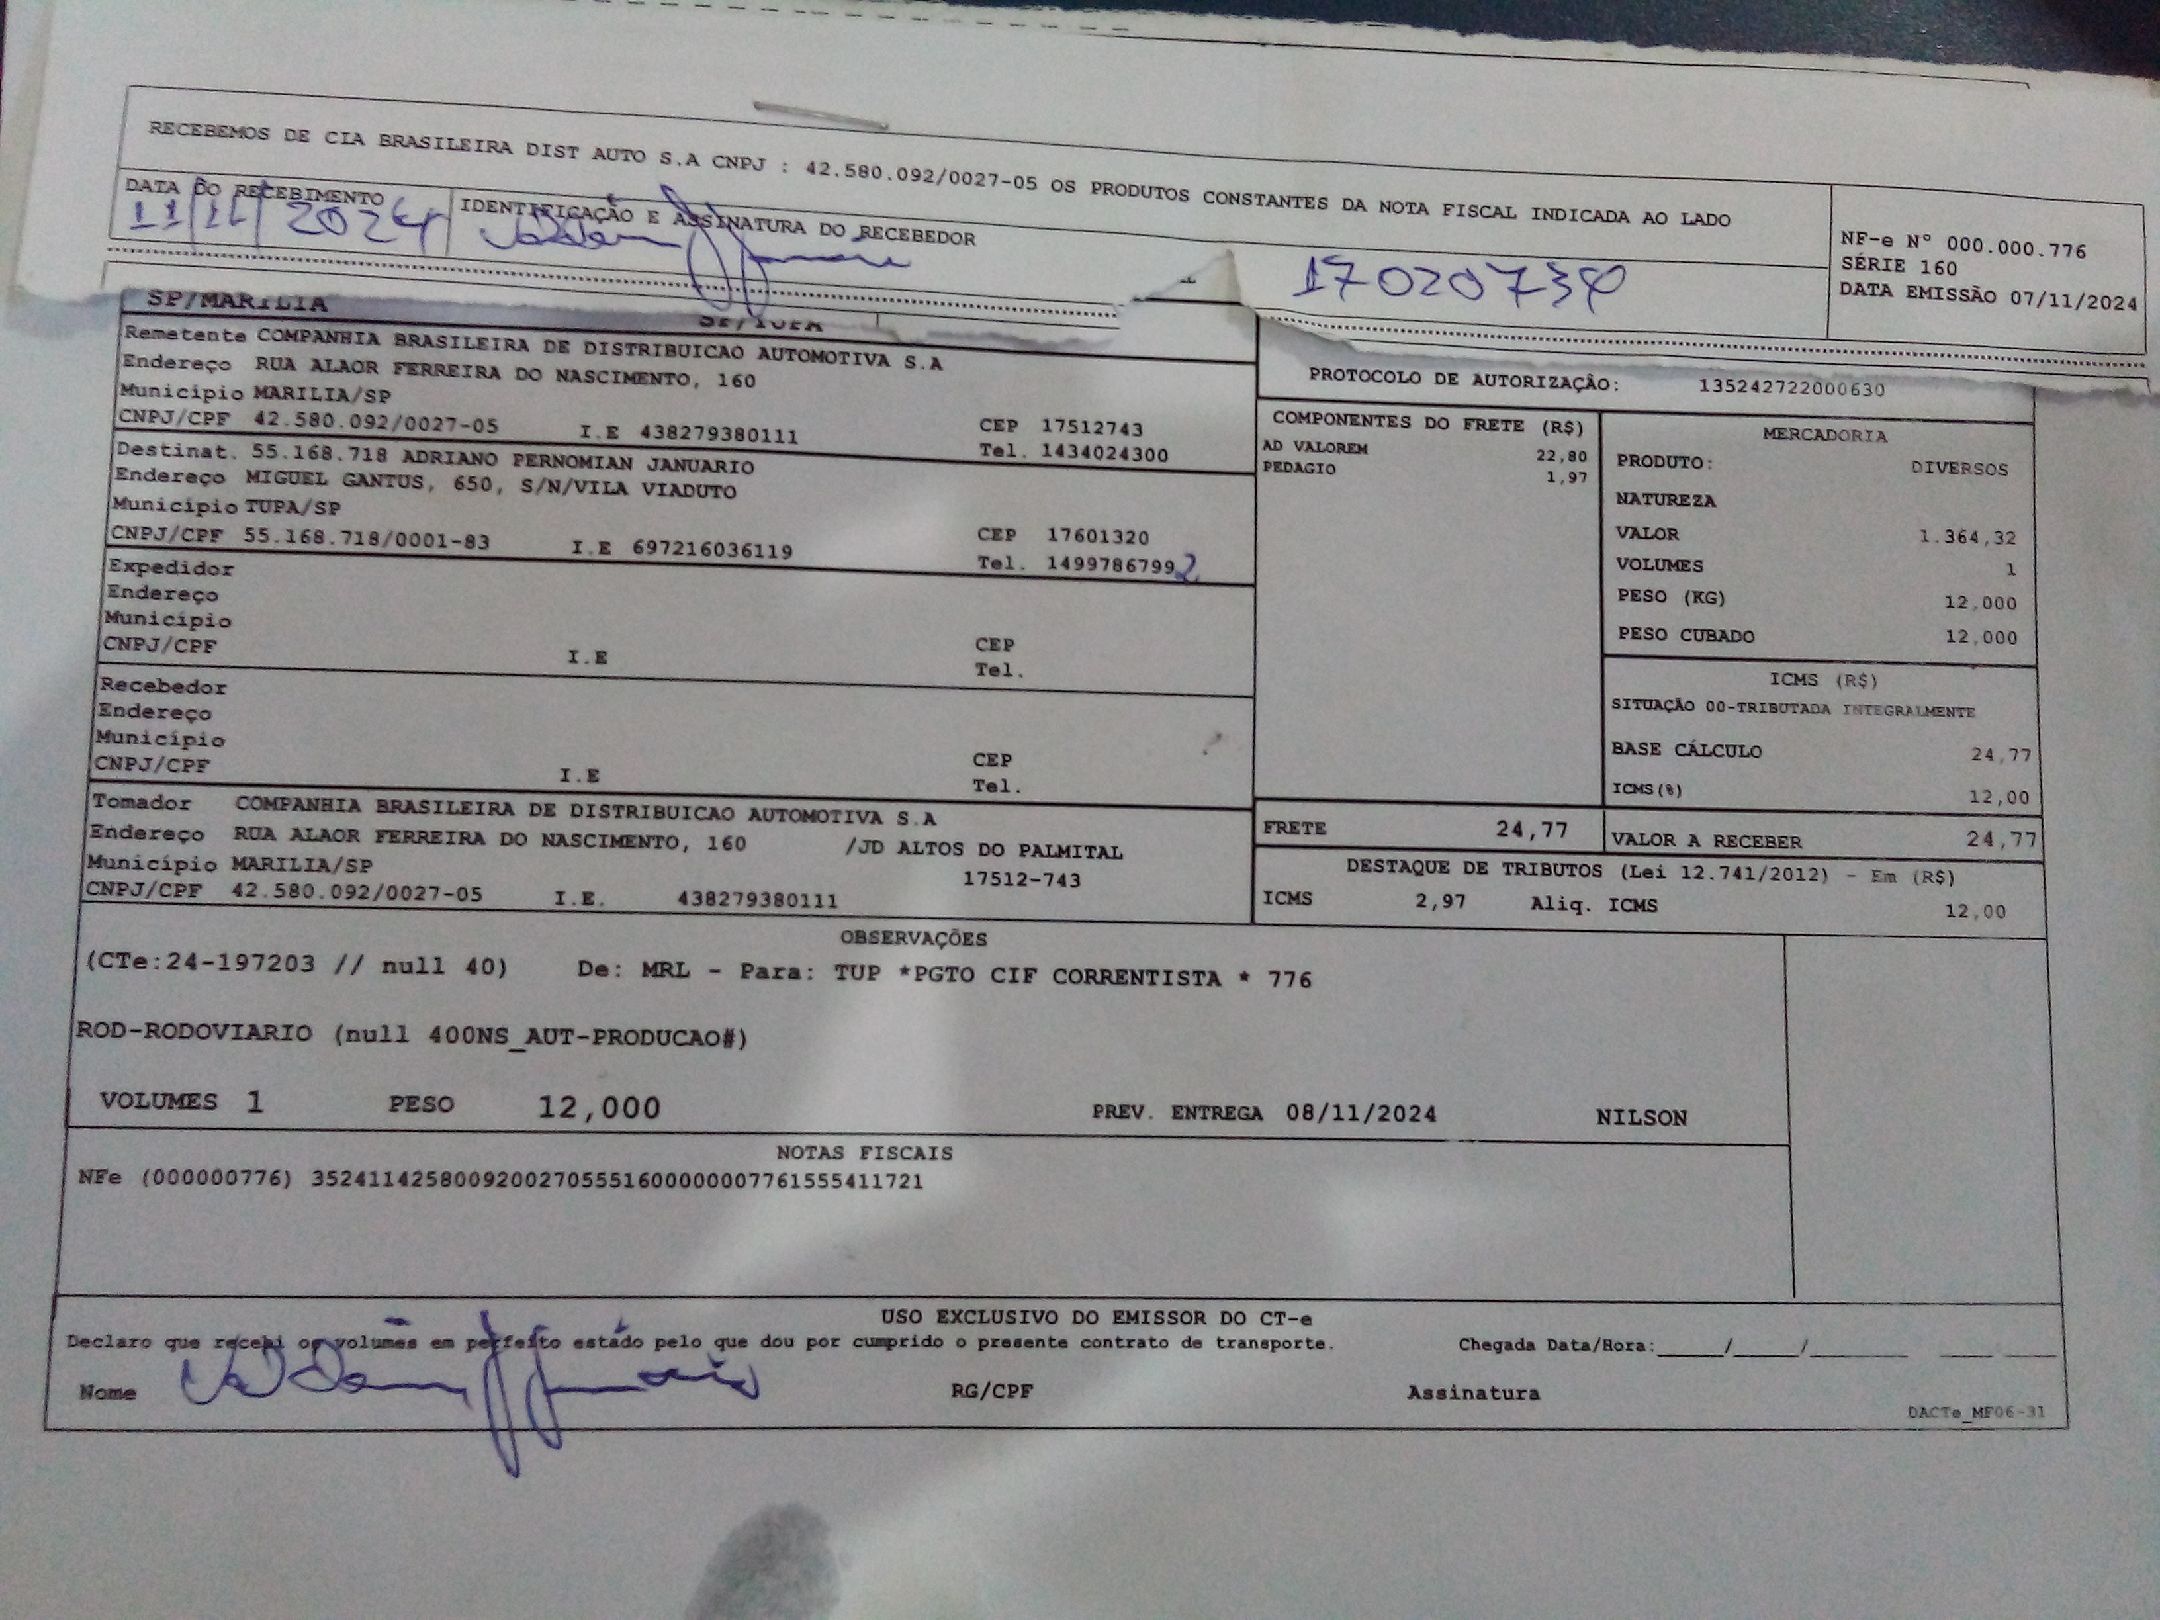 RECEBEMOS DE CIA BRASILEIRA DIST AUTO S.A CNPJ : 42.580.092/0027-05 OS PRODUTOS CONSTANTES DA NOTA FISCAL INDICADA AO LADO
DATA DO RECEBIMENTO
11/11/2024
IDENTIFICAÇÃO E ASSINATURA DO RECEBEDOR
NF-e Nº 000.000.776
SÉRIE 160
DATA EMISSÃO 07/11/2024
SP/MARILIA
SP/TUPA
Remetente COMPANHIA BRASILEIRA DE DISTRIBUICAO AUTOMOTIVA S.A
Endereço RUA ALAOR FERREIRA DO NASCIMENTO, 160
Município MARILIA/SP CEP 17512743
CNPJ/CPF 42.580.092/0027-05 I.E 438279380111 Tel. 1434024300
Destinat. 55.168.718 ADRIANO PERNOMIAN JANUARIO
Endereço MIGUEL GANTUS, 650, S/N/VILA VIADUTO
Município TUPA/SP CEP 17601320
CNPJ/CPF 55.168.718/0001-83 I.E 697216036119 Tel. 14997867992
Expedidor
Endereço
Município CEP
CNPJ/CPF I.E Tel.
Recebedor
Endereço
Município CEP
CNPJ/CPF I.E Tel.
Tomador COMPANHIA BRASILEIRA DE DISTRIBUICAO AUTOMOTIVA S.A
Endereço RUA ALAOR FERREIRA DO NASCIMENTO, 160 /JD ALTOS DO PALMITAL
Município MARILIA/SP 17512-743
CNPJ/CPF 42.580.092/0027-05 I.E. 438279380111
PROTOCOLO DE AUTORIZAÇÃO: 135242722000630
COMPONENTES DO FRETE (R$)
AD VALOREM 22,80
PEDAGIO 1,97
MERCADORIA
PRODUTO: DIVERSOS
NATUREZA
VALOR 1.364,32
VOLUMES 1
PESO (KG) 12,000
PESO CUBADO 12,000
ICMS (R$)
SITUAÇÃO 00-TRIBUTADA INTEGRALMENTE
BASE CÁLCULO 24,77
ICMS(%) 12,00
FRETE 24,77 VALOR A RECEBER 24,77
DESTAQUE DE TRIBUTOS (Lei 12.741/2012) - Em (R$)
ICMS 2,97 Aliq. ICMS 12,00
OBSERVAÇÕES
(CTe:24-197203 // null 40) De: MRL - Para: TUP *PGTO CIF CORRENTISTA * 776
ROD-RODOVIARIO (null 400NS_AUT-PRODUCAO#)
VOLUMES 1 PESO 12,000 PREV. ENTREGA 08/11/2024 NILSON
NOTAS FISCAIS
NFe (000000776) 35241142580092002705551600000007761555411721
USO EXCLUSIVO DO EMISSOR DO CT-e
Declaro que recebi os volumes em perfeito estado pelo que dou por cumprido o presente contrato de transporte. Chegada Data/Hora:_____/_____/________ ____ ____
Nome RG/CPF Assinatura
DACTe_MF06-31